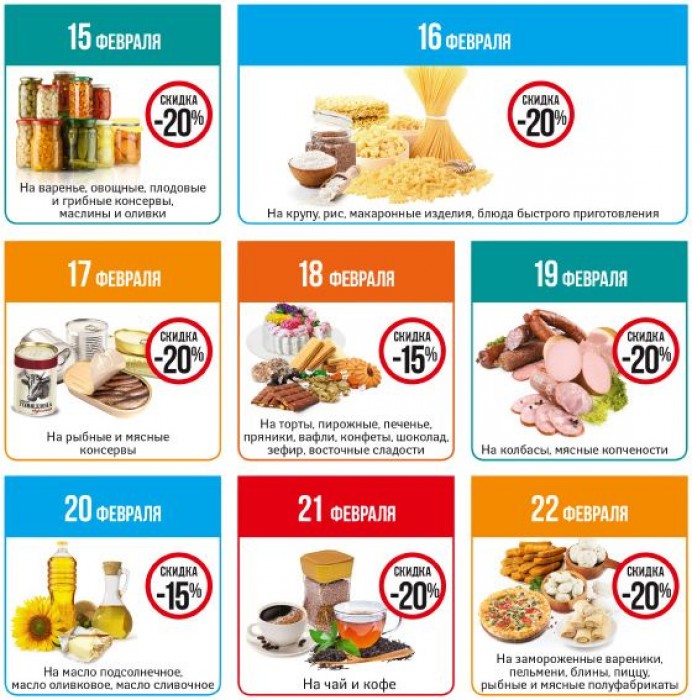 15 ФЕВРАЛЯ
СКИДКА
-20%
На варенье, овощные, плодовые
и грибные консервы,
маслины и оливки
16 ФЕВРАЛЯ
СКИДКА
-20%
На крупу, рис, макаронные изделия, блюда быстрого приготовления
17 ФЕВРАЛЯ
СКИДКА
-20%
На рыбные и мясные
консервы
18 ФЕВРАЛЯ
СКИДКА
-15%
На торты, пирожные, печенье,
пряники, вафли, конфеты, шоколад,
зефир, восточные сладости
19 ФЕВРАЛЯ
СКИДКА
-20%
На колбасы, мясные копчености
20 ФЕВРАЛЯ
СКИДКА
-15%
На масло подсолнечное,
масло оливковое, масло сливочное
21 ФЕВРАЛЯ
СКИДКА
-20%
На чай и кофе
22 ФЕВРАЛЯ
СКИДКА
-20%
На замороженные вареники,
пельмени, блины, пиццу,
рыбные и мясные полуфабрикаты